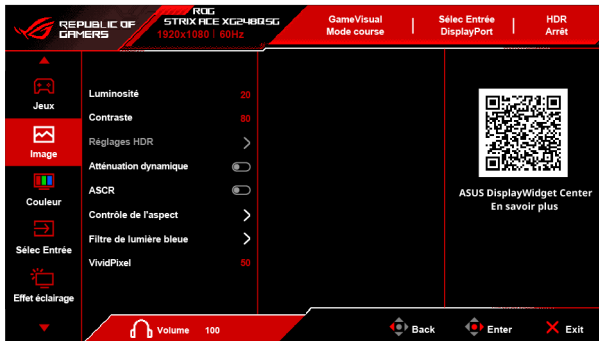 REPUBLIC OF
GAMERS
ROG
STRIX ACE XG248QSG
1920x1080 | 60Hz
GameVisual
Mode course
Sélec Entrée
DisplayPort
HDR
Arrêt
Jeux
Image
Couleur
Sélec Entrée
Effet éclairage
Luminosité 20
Contraste 80
Réglages HDR
Atténuation dynamique
ASCR
Contrôle de l'aspect
Filtre de lumière bleue
VividPixel 50
ASUS DisplayWidget Center
En savoir plus
Volume 100
Back
Enter
Exit